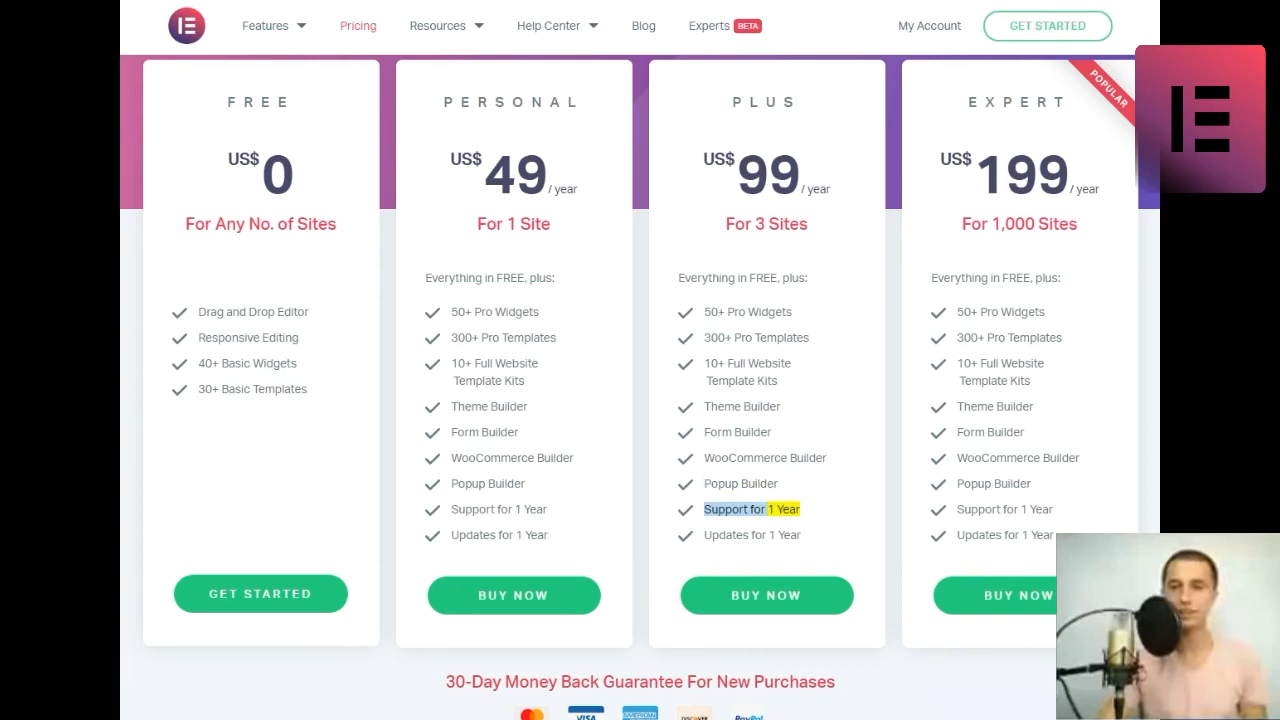 Features Pricing Resources Help Center Blog Experts BETA My Account GET STARTED
FREE
US$ 0
For Any No. of Sites
Drag and Drop Editor
Responsive Editing
40+ Basic Widgets
30+ Basic Templates
GET STARTED
PERSONAL
US$ 49 / year
For 1 Site
Everything in FREE, plus:
50+ Pro Widgets
300+ Pro Templates
10+ Full Website
Template Kits
Theme Builder
Form Builder
WooCommerce Builder
Popup Builder
Support for 1 Year
Updates for 1 Year
BUY NOW
PLUS
US$ 99 / year
For 3 Sites
Everything in FREE, plus:
50+ Pro Widgets
300+ Pro Templates
10+ Full Website
Template Kits
Theme Builder
Form Builder
WooCommerce Builder
Popup Builder
Support for 1 Year
Updates for 1 Year
BUY NOW
POPULAR
EXPERT
US$ 199 / year
For 1,000 Sites
Everything in FREE, plus:
50+ Pro Widgets
300+ Pro Templates
10+ Full Website
Template Kits
Theme Builder
Form Builder
WooCommerce Builder
Popup Builder
Support for 1 Year
Updates for 1 Year
BUY NOW
30-Day Money Back Guarantee For New Purchases
VISA AMERICAN DISCOVER PayPal